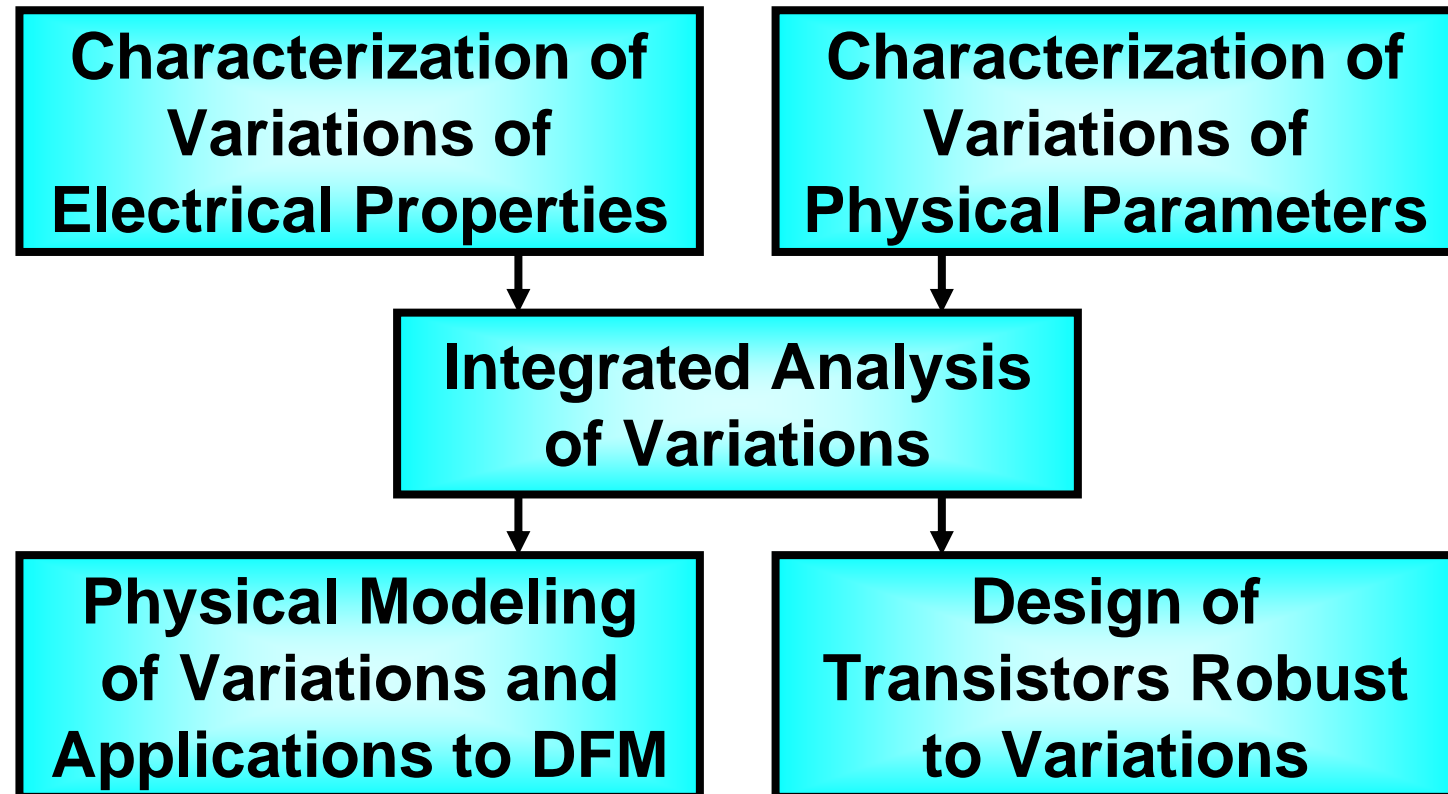 Characterization of
Variations of
Electrical Properties
Characterization of
Variations of
Physical Parameters
Integrated Analysis
of Variations
Physical Modeling
of Variations and
Applications to DFM
Design of
Transistors Robust
to Variations